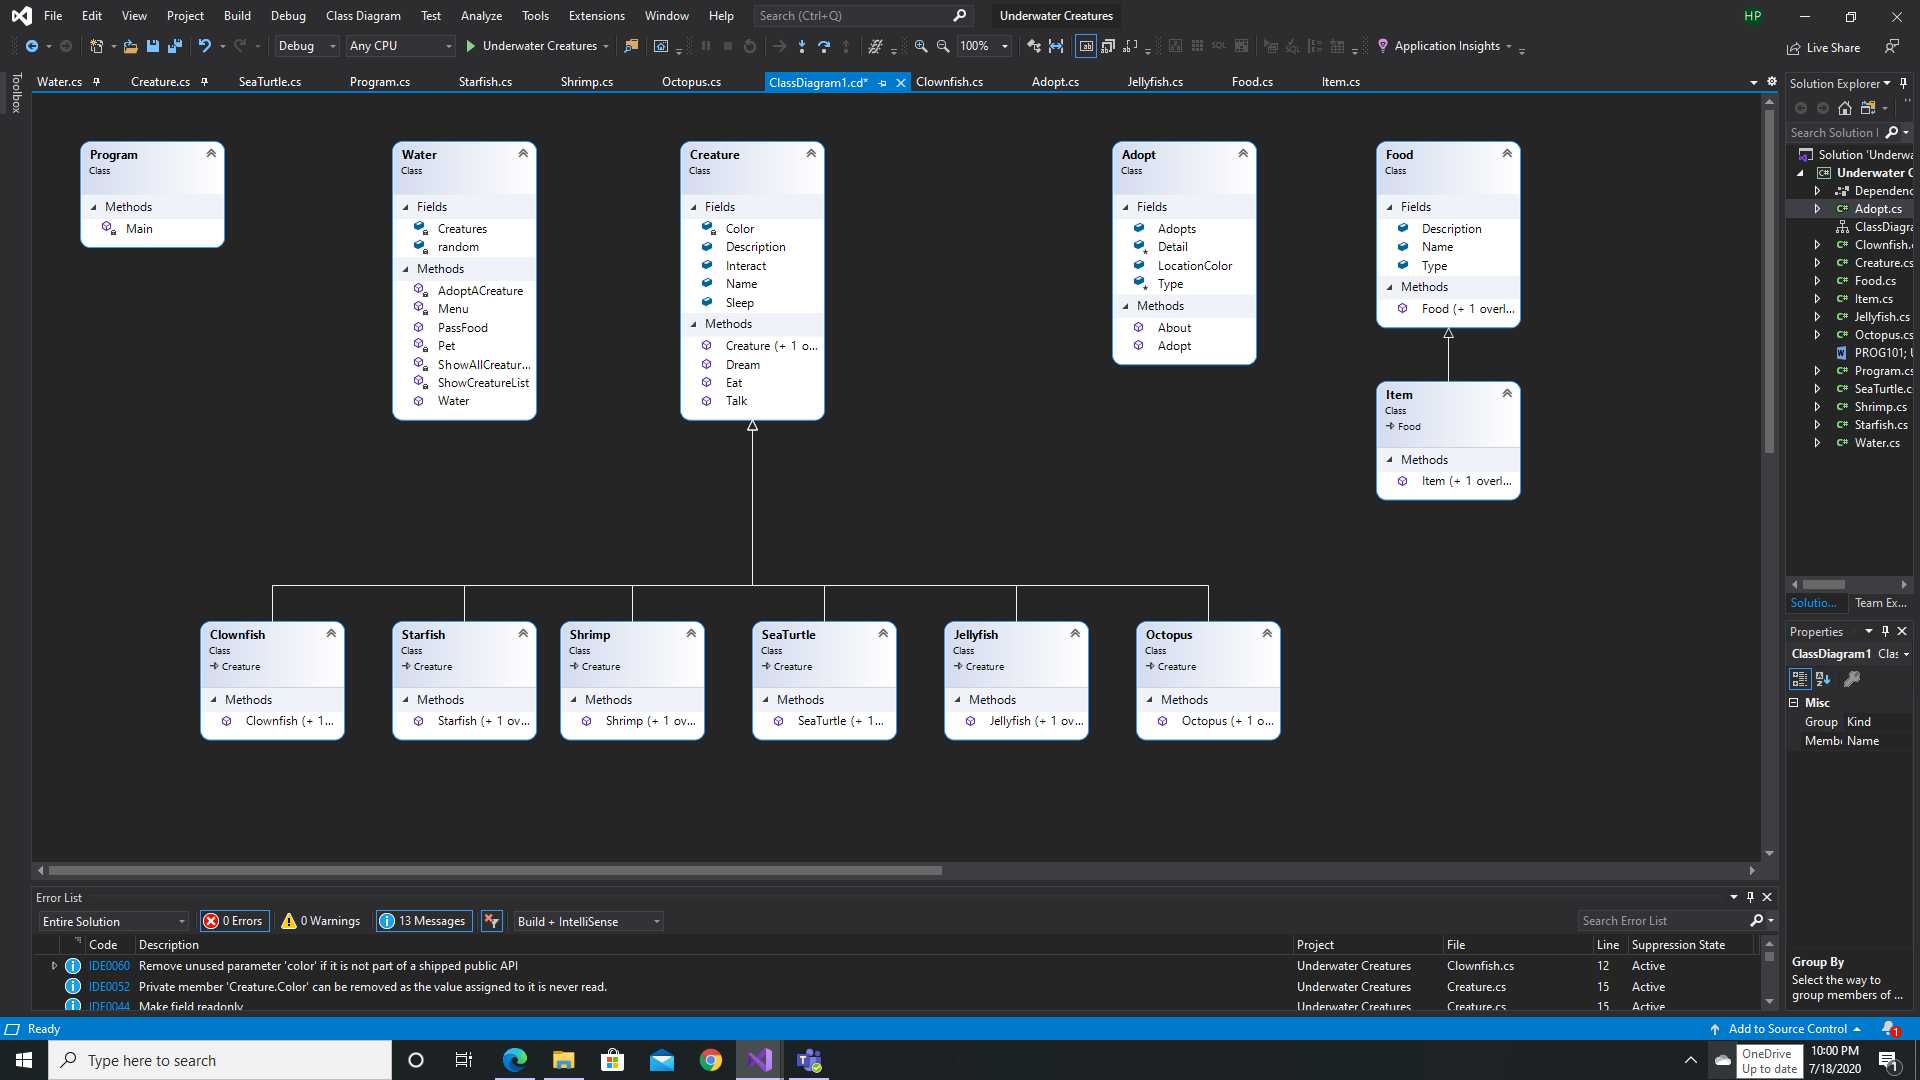 File Edit View Project Build Debug Class Diagram Test Analyze Tools Extensions Window Help Search (Ctrl+Q) Underwater Creatures HP
Debug Any CPU Underwater Creatures 100% Application Insights Live Share
Toolbox
Water.cs Creature.cs SeaTurtle.cs Program.cs Starfish.cs Shrimp.cs Octopus.cs ClassDiagram1.cd* Clownfish.cs Adopt.cs Jellyfish.cs Food.cs Item.cs
Program
Class
Methods
Main
Water
Class
Fields
Creatures
random
Methods
AdoptACreature
Menu
PassFood
Pet
ShowAllCreatur...
ShowCreatureList
Water
Creature
Class
Fields
Color
Description
Interact
Name
Sleep
Methods
Creature (+ 1 o...
Dream
Eat
Talk
Adopt
Class
Fields
Adopts
Detail
LocationColor
Type
Methods
About
Adopt
Food
Class
Fields
Description
Name
Type
Methods
Food (+ 1 overl...
Item
Class
Food
Methods
Item (+ 1 overl...
Clownfish
Class
Creature
Methods
Clownfish (+ 1...
Starfish
Class
Creature
Methods
Starfish (+ 1 ov...
Shrimp
Class
Creature
Methods
Shrimp (+ 1 ov...
SeaTurtle
Class
Creature
Methods
SeaTurtle (+ 1...
Jellyfish
Class
Creature
Methods
Jellyfish (+ 1 ov...
Octopus
Class
Creature
Methods
Octopus (+ 1 o...
Solution Explorer
Search Solution
Solution 'Underwa
Underwater C
Dependenc
Adopt.cs
ClassDiagra
Clownfish.
Creature.cs
Food.cs
Item.cs
Jellyfish.cs
Octopus.cs
PROG101;
Program.cs
SeaTurtle.c
Shrimp.cs
Starfish.cs
Water.cs
Solutio... Team Ex...
Properties
ClassDiagram1 Clas
Misc
Group Kind
Membe Name
Group By
Select the way to
group members of ...
Error List
Entire Solution 0 Errors 0 Warnings 13 Messages Build + IntelliSense Search Error List
Code Description Project File Line Suppression State
IDE0060 Remove unused parameter 'color' if it is not part of a shipped public API Underwater Creatures Clownfish.cs 12 Active
IDE0052 Private member 'Creature.Color' can be removed as the value assigned to it is never read. Underwater Creatures Creature.cs 15 Active
IDE0044 Make field readonly Underwater Creatures Creature.cs 15 Active
Ready Add to Source Control 1
Type here to search
OneDrive
Up to date
10:00 PM
7/18/2020
1